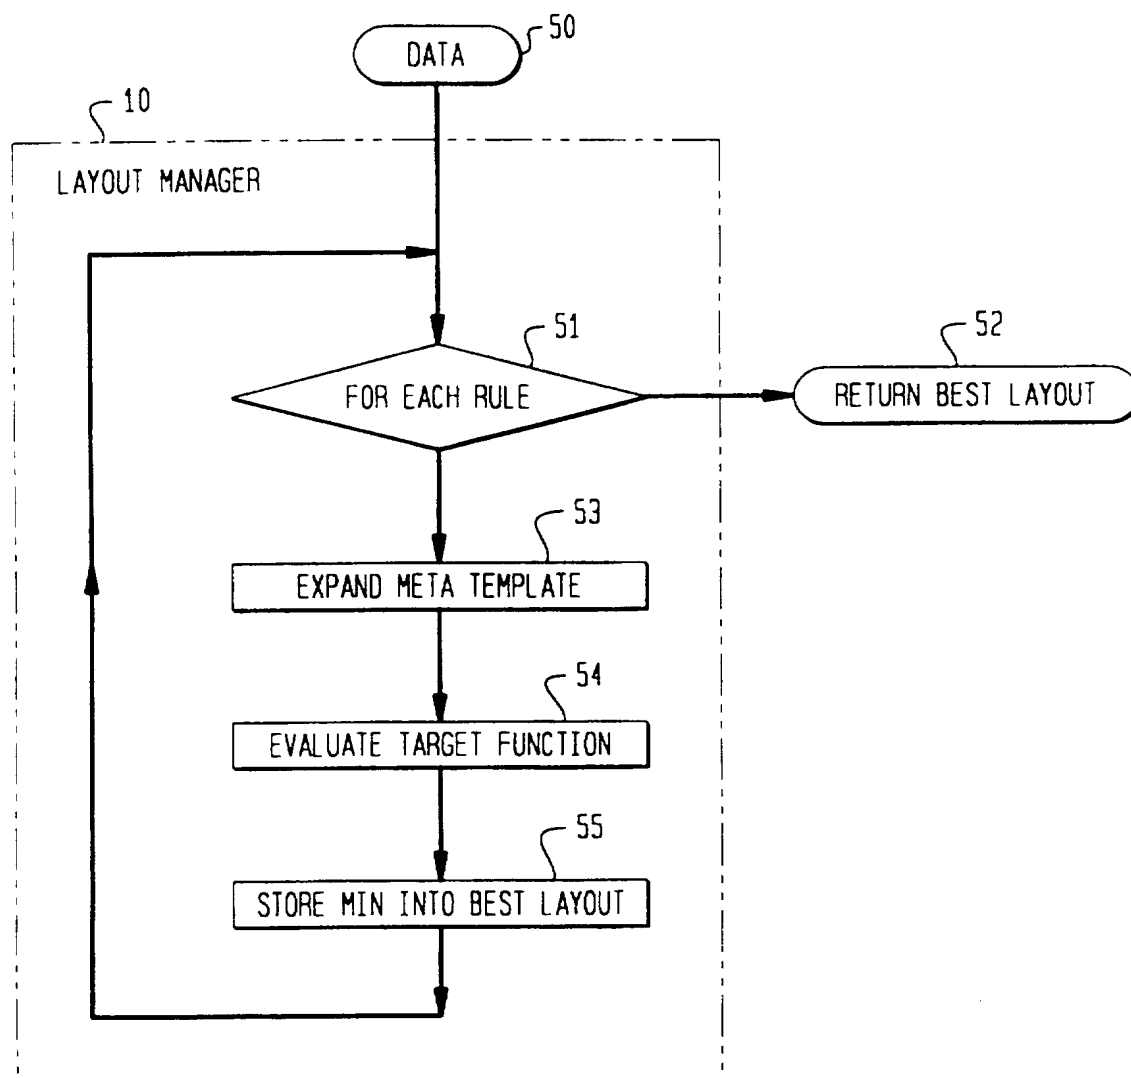 50
DATA
10
LAYOUT MANAGER
51
FOR EACH RULE
52
RETURN BEST LAYOUT
53
EXPAND META TEMPLATE
54
EVALUATE TARGET FUNCTION
55
STORE MIN INTO BEST LAYOUT